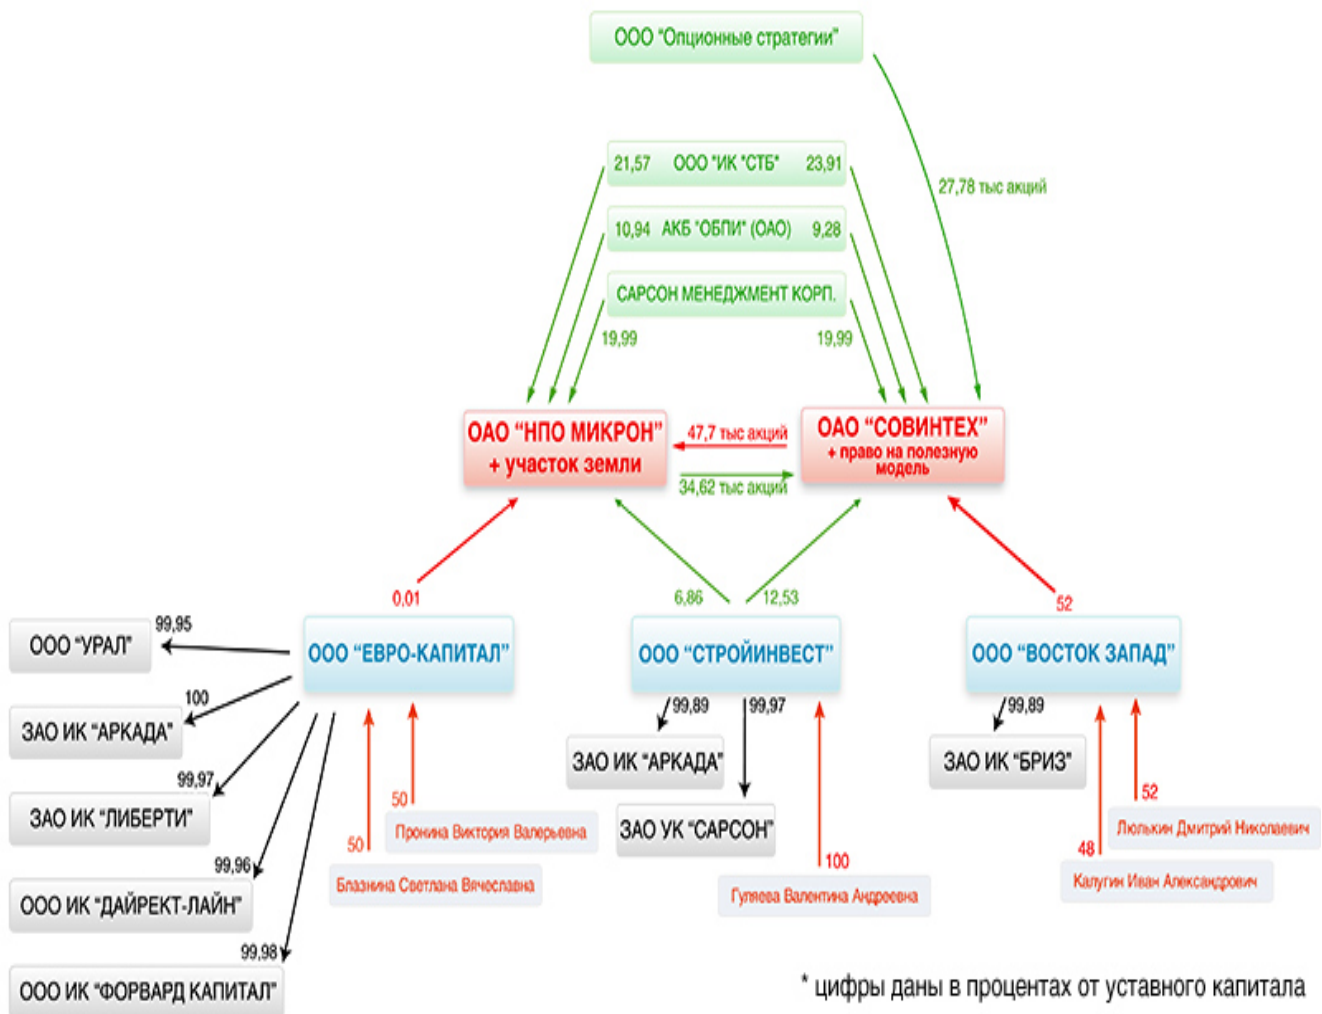 ООО “Опционные стратегии”
21,57 ООО "ИК "СТБ" 23,91
27,78 тыс акций
10,94 АКБ "ОБПИ" (ОАО) 9,28
САРСОН МЕНЕДЖМЕНТ КОРП.
19,99 19,99
ОАО “НПО МИКРОН”
+ участок земли
47,7 тыс акций
34,62 тыс акций
ОАО “СОВИНТЕХ”
+ право на полезную
модель
0,01
6,86 12,53
52
ООО “ЕВРО-КАПИТАЛ”
ООО “СТРОЙИНВЕСТ”
ООО “ВОСТОК ЗАПАД”
99,95
ООО “УРАЛ”
100
ЗАО ИК “АРКАДА”
99,97
ЗАО ИК “ЛИБЕРТИ”
99,96
ООО ИК “ДАЙРЕКТ-ЛАЙН”
99,98
ООО ИК “ФОРВАРД КАПИТАЛ”
50
Пронина Виктория Валерьевна
50
Блазнина Светлана Вячославна
99,89
ЗАО ИК “АРКАДА”
99,97
ЗАО УК “САРСОН”
100
Гуляева Валентина Андреевна
99,89
ЗАО ИК “БРИЗ”
52
Люлькин Дмитрий Николаевич
48
Калугин Иван Александрович
* цифры даны в процентах от уставного капитала